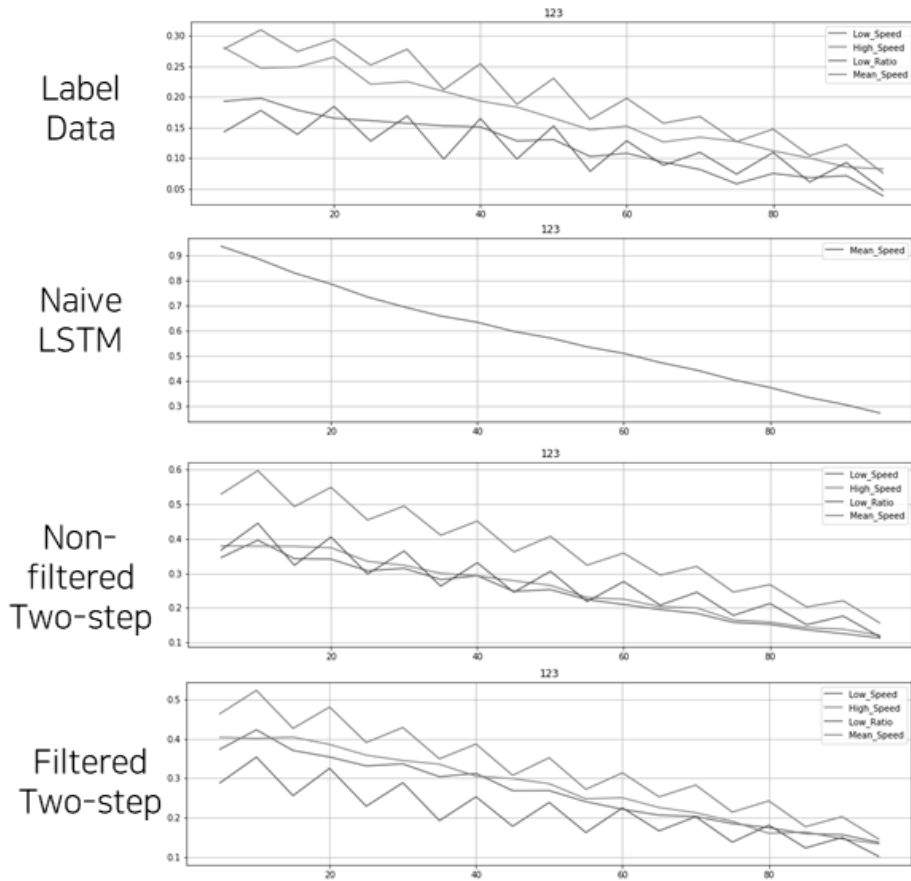 123
Label
Data
Low_Speed
High_Speed
Low_Ratio
Mean_Speed
0.30
0.25
0.20
0.15
0.10
0.05
20
40
60
80
123
Naive
LSTM
Mean_Speed
0.9
0.8
0.7
0.6
0.5
0.4
0.3
20
40
60
80
123
Non-
filtered
Two-step
Low_Speed
High_Speed
Low_Ratio
Mean_Speed
0.6
0.5
0.4
0.3
0.2
0.1
20
40
60
80
123
Filtered
Two-step
Low_Speed
High_Speed
Low_Ratio
Mean_Speed
0.5
0.4
0.3
0.2
0.1
20
40
60
80